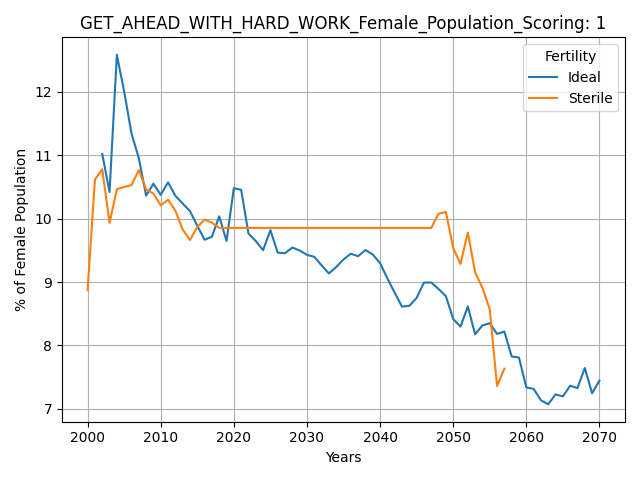 GET_AHEAD_WITH_HARD_WORK_Female_Population_Scoring: 1
Fertility
Ideal
Sterile
% of Female Population
12
11
10
9
8
7
2000 2010 2020 2030 2040 2050 2060 2070
Years